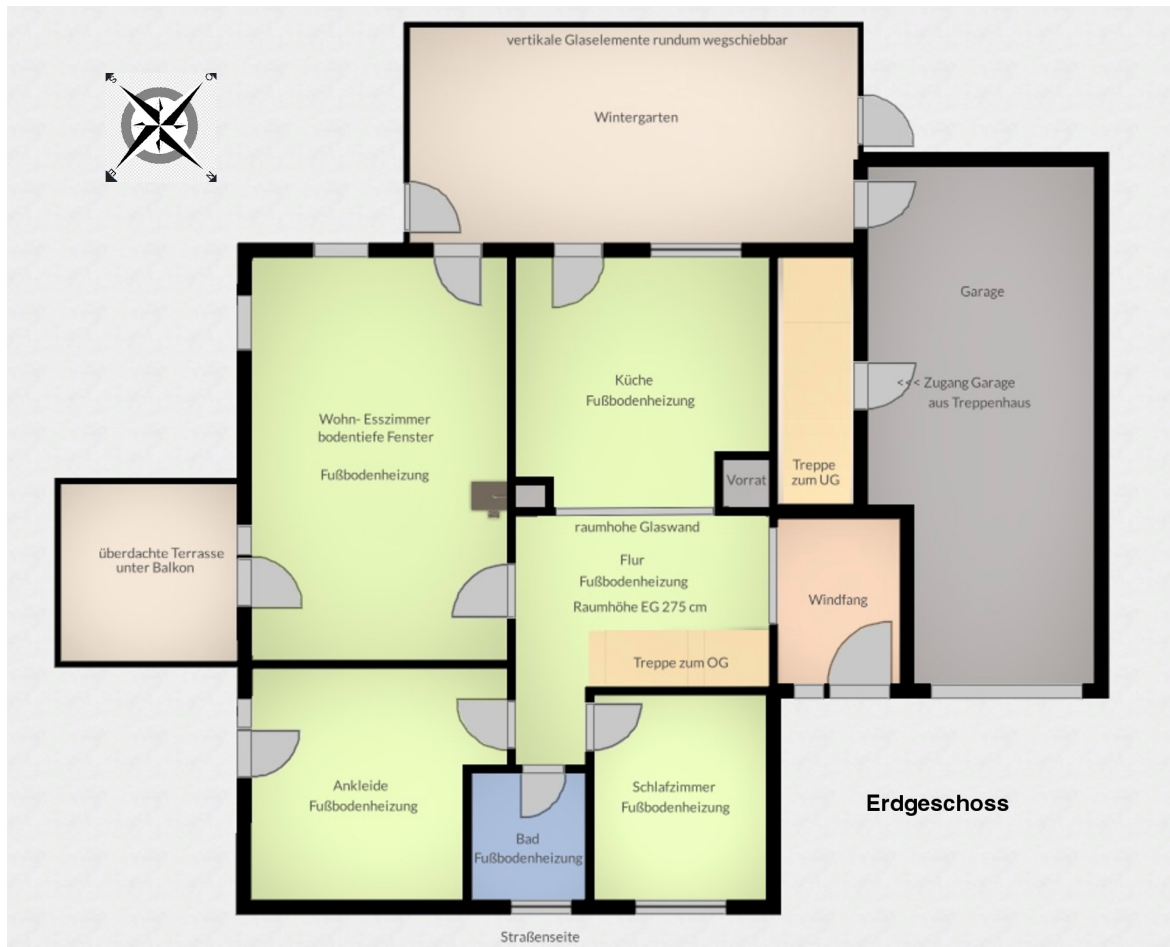 vertikale Glaselemente rundum wegschiebbar
Wintergarten
Garage
<<< Zugang Garage
aus Treppenhaus
Küche
Fußbodenheizung
Wohn- Esszimmer
bodentiefe Fenster
Fußbodenheizung
Treppe
zum UG
Vorrat
raumhohe Glaswand
überdachte Terrasse
unter Balkon
Flur
Fußbodenheizung
Raumhöhe EG 275 cm
Windfang
Treppe zum OG
Ankleide
Fußbodenheizung
Schlafzimmer
Fußbodenheizung
Erdgeschoss
Bad
Fußbodenheizung
Straßenseite